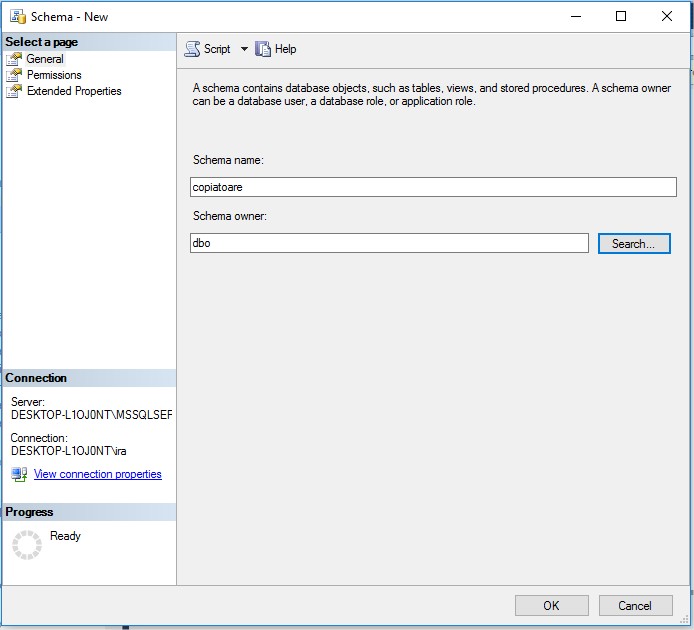 Schema - New
Select a page
General
Permissions
Extended Properties
Script
Help
A schema contains database objects, such as tables, views, and stored procedures. A schema owner
can be a database user, a database role, or application role.
Schema name:
copiatoare
Schema owner:
dbo
Search...
Connection
Server:
DESKTOP-L1OJ0NT\MSSQLSER
Connection:
DESKTOP-L1OJ0NT\ira
View connection properties
Progress
Ready
OK
Cancel